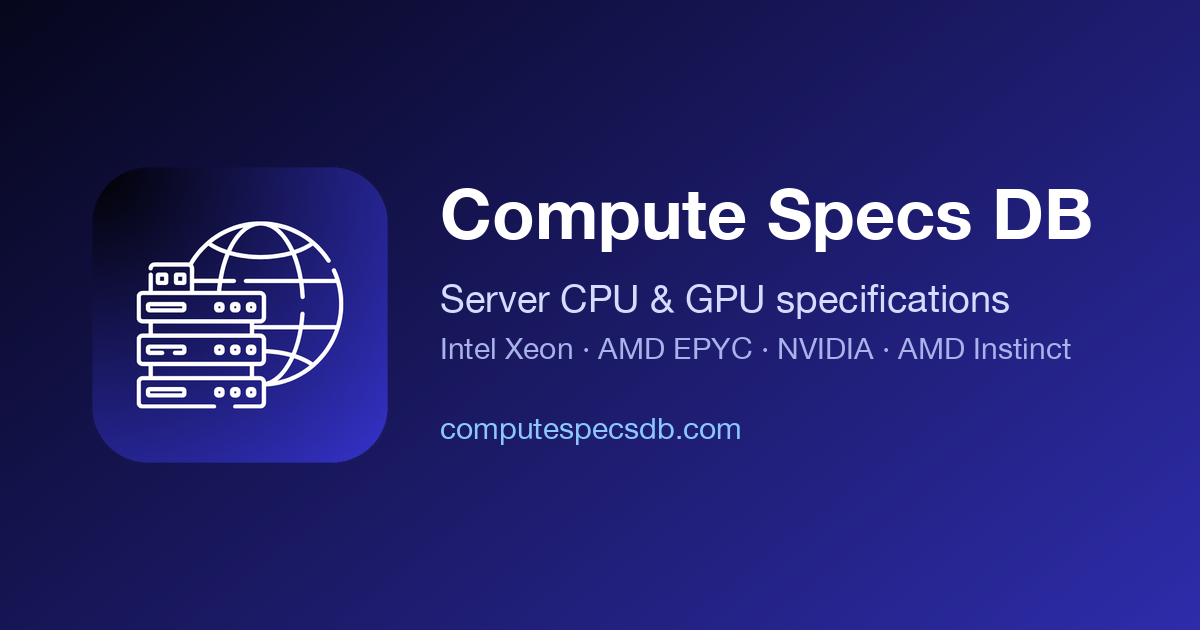 Compute Specs DB
Server CPU & GPU specifications
Intel Xeon · AMD EPYC · NVIDIA · AMD Instinct
computespecsdb.com